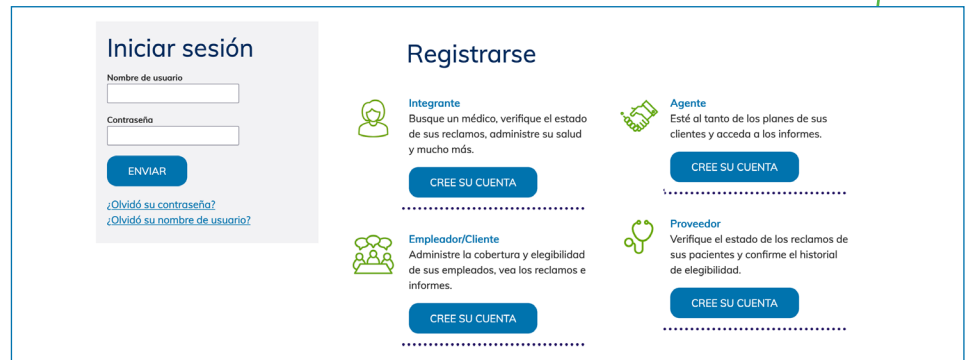 Iniciar sesión
Nombre de usuario
Contraseña
ENVIAR
¿Olvidó su contraseña?
¿Olvidó su nombre de usuario?
Registrarse
Integrante
Busque un médico, verifique el estado
de sus reclamos, administre su salud
y mucho más.
CREE SU CUENTA
Agente
Esté al tanto de los planes de sus
clientes y acceda a los informes.
CREE SU CUENTA
Empleador/Cliente
Administre la cobertura y elegibilidad
de sus empleados, vea los reclamos e
informes.
CREE SU CUENTA
Proveedor
Verifique el estado de los reclamos de
sus pacientes y confirme el historial
de elegibilidad.
CREE SU CUENTA